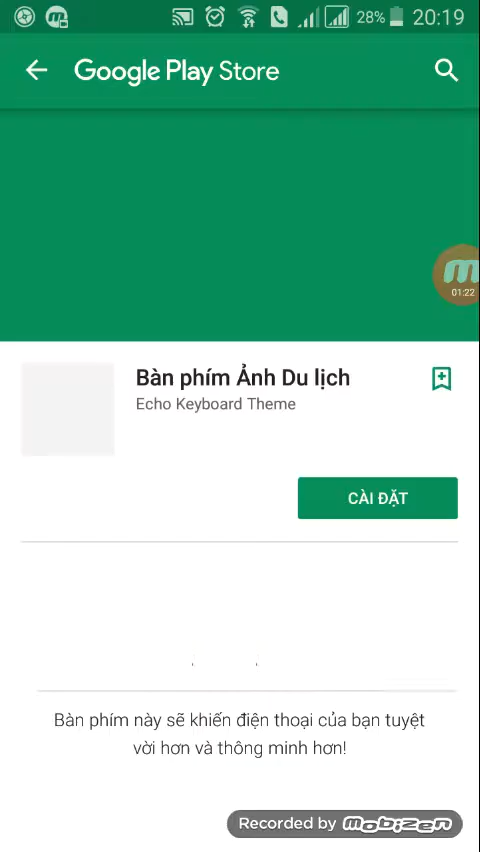 28% 20:19
Google Play Store
01:22
Bàn phím Ảnh Du lịch
Echo Keyboard Theme
CÀI ĐẶT
Bàn phím này sẽ khiến điện thoại của bạn tuyệt
vời hơn và thông minh hơn!
Recorded by Mobizen